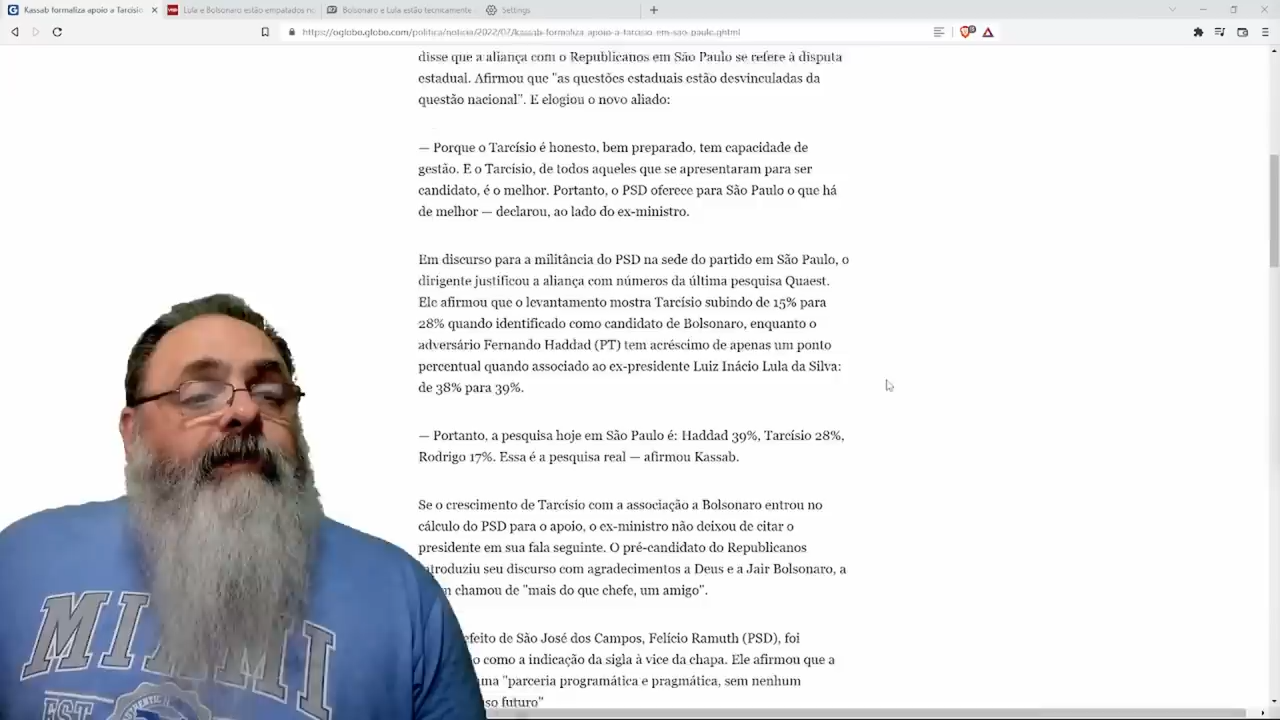 Kassab formaliza apoio a Tarcísio
Lula e Bolsonaro estão empatados no
Bolsonaro e Lula estão tecnicamente
Settings
https://oglobo.globo.com/politica/noticia/2022/07/kassab-formaliza-apoio-a-tarcisio-em-sao-paulo.ghtml
disse que a aliança com o Republicanos em São Paulo se refere à disputa
estadual. Afirmou que "as questões estaduais estão desvinculadas da
questão nacional". E elogiou o novo aliado:
— Porque o Tarcísio é honesto, bem preparado, tem capacidade de
gestão. E o Tarcísio, de todos aqueles que se apresentaram para ser
candidato, é o melhor. Portanto, o PSD oferece para São Paulo o que há
de melhor — declarou, ao lado do ex-ministro.
Em discurso para a militância do PSD na sede do partido em São Paulo, o
dirigente justificou a aliança com números da última pesquisa Quaest.
Ele afirmou que o levantamento mostra Tarcísio subindo de 15% para
28% quando identificado como candidato de Bolsonaro, enquanto o
adversário Fernando Haddad (PT) tem acréscimo de apenas um ponto
percentual quando associado ao ex-presidente Luiz Inácio Lula da Silva:
de 38% para 39%.
— Portanto, a pesquisa hoje em São Paulo é: Haddad 39%, Tarcísio 28%,
Rodrigo 17%. Essa é a pesquisa real — afirmou Kassab.
Se o crescimento de Tarcísio com a associação a Bolsonaro entrou no
cálculo do PSD para o apoio, o ex-ministro não deixou de citar o
presidente em sua fala seguinte. O pré-candidato do Republicanos
ntroduziu seu discurso com agradecimentos a Deus e a Jair Bolsonaro, a
chamou de "mais do que chefe, um amigo".
efeito de São José dos Campos, Felício Ramuth (PSD), foi
o como a indicação da sigla à vice da chapa. Ele afirmou que a
ma "parceria programática e pragmática, sem nenhum
so futuro"
MIAMI
EST